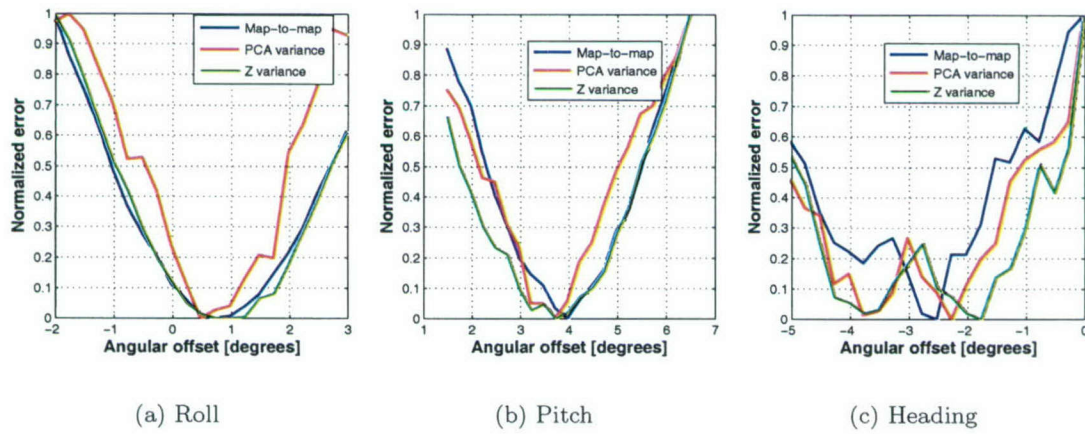 1
0.9
0.8
0.7
0.6
0.5
0.4
0.3
0.2
0.1
0
−2 −1 0 1 2 3
Normalized error
Angular offset [degrees]
Map−to−map
PCA variance
Z variance
(a) Roll
1
0.9
0.8
0.7
0.6
0.5
0.4
0.3
0.2
0.1
0
1 2 3 4 5 6 7
Normalized error
Angular offset [degrees]
Map−to−map
PCA variance
Z variance
(b) Pitch
1
0.9
0.8
0.7
0.6
0.5
0.4
0.3
0.2
0.1
0
−5 −4 −3 −2 −1 0
Normalized error
Angular offset [degrees]
Map−to−map
PCA variance
Z variance
(c) Heading